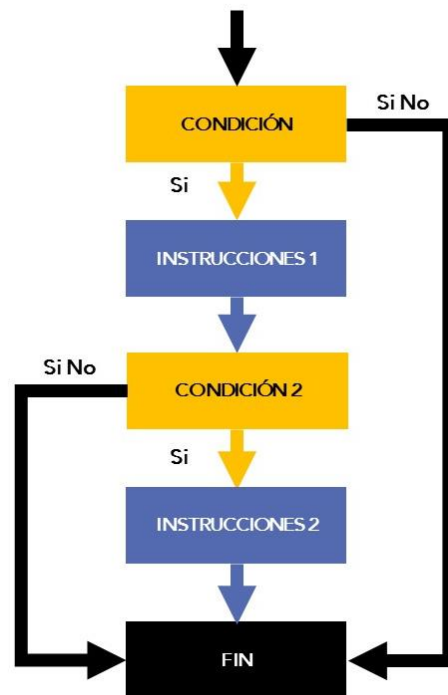 CONDICIÓN
Si No
Si
INSTRUCCIONES 1
Si No
CONDICIÓN 2
Si
INSTRUCCIONES 2
FIN